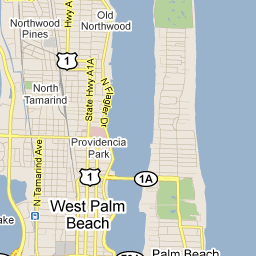 Old
Northwood
Northwood
Pines
Hwy A1A
1
North
Tamarind
State Hwy A1A
N Flagler Dr
N Tamarind Ave
Providencia
Park
1
1A
West Palm
Beach
Palm Beach